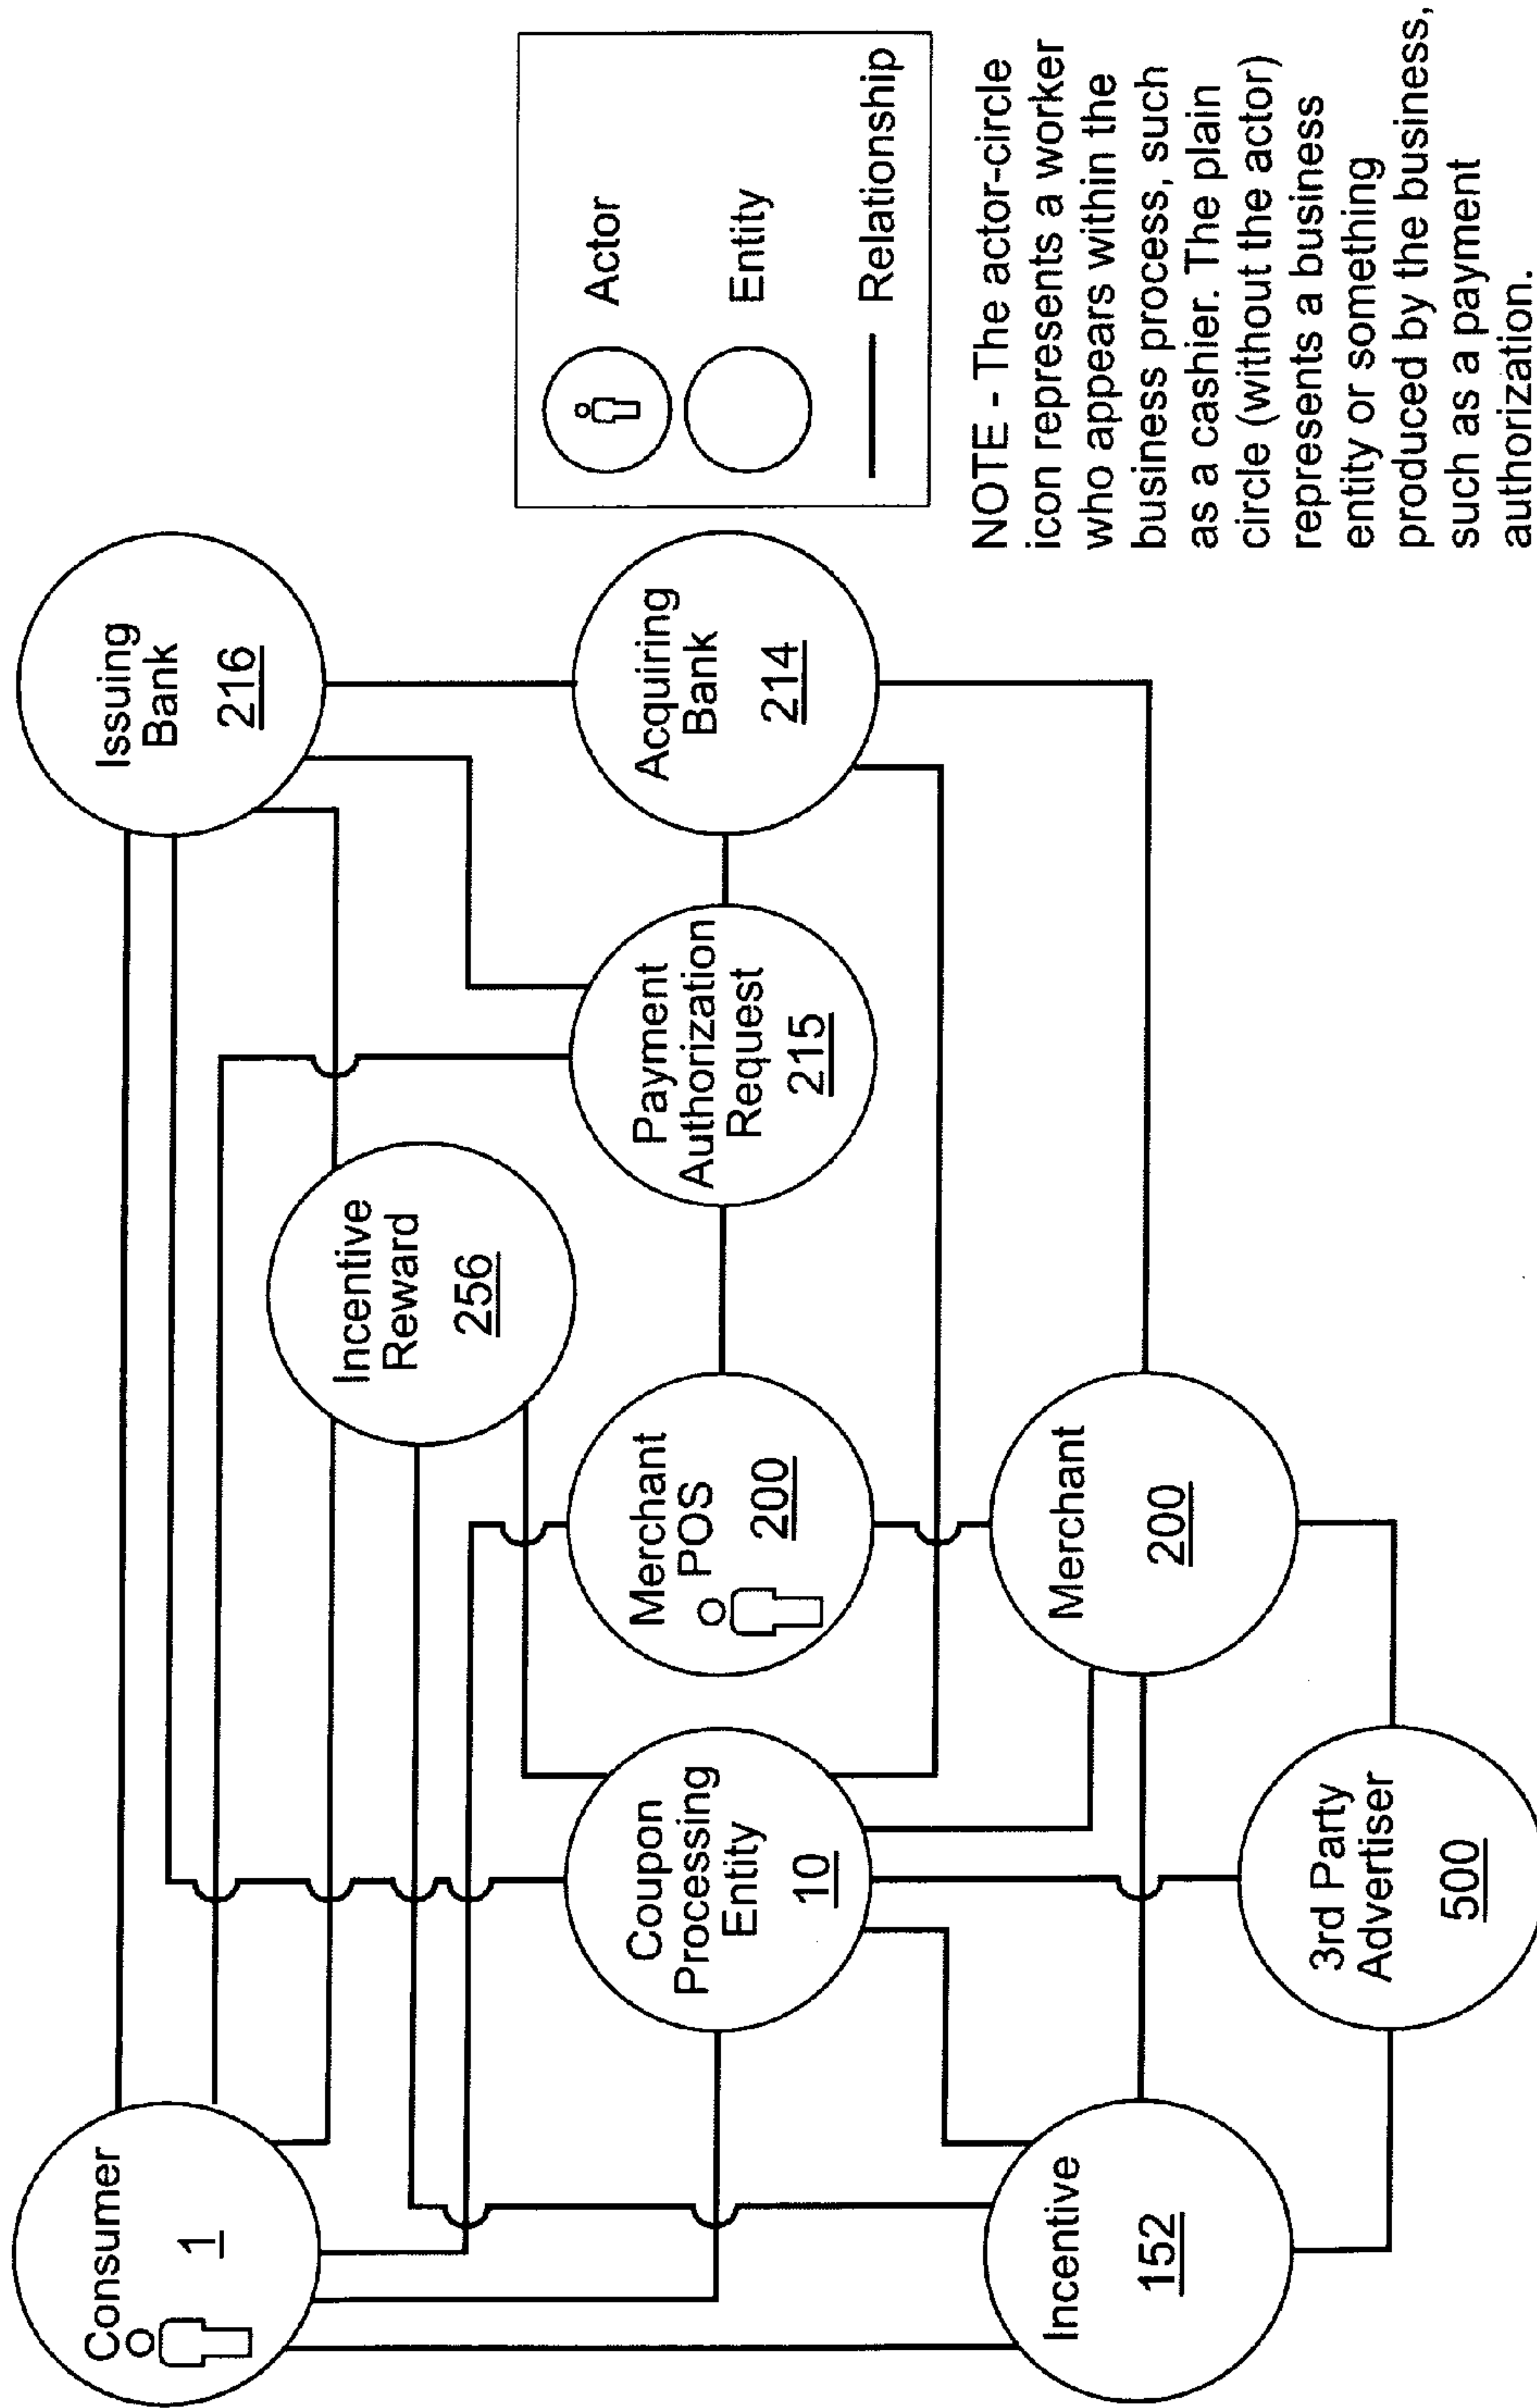 Consumer
1
Issuing
Bank
216
Incentive
Reward
256
Coupon
Processing
Entity
10
Merchant
POS
200
Payment
Authorization
Request
215
Acquiring
Bank
214
Incentive
152
Merchant
200
3rd Party
Advertiser
500
Actor
Entity
Relationship
NOTE - The actor-circle
icon represents a worker
who appears within the
business process, such
as a cashier. The plain
circle (without the actor)
represents a business
entity or something
produced by the business,
such as a payment
authorization.